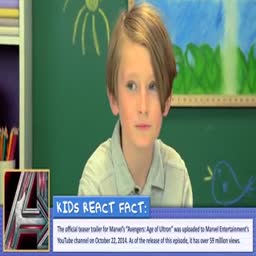 KIDS REACT FACT:
The official teaser trailer for Marvel's "Avengers: Age of Ultron" was uploaded to Marvel Entertainment's
YouTube channel on October 22, 2014. As of the release of this episode, it has over 59 million views.